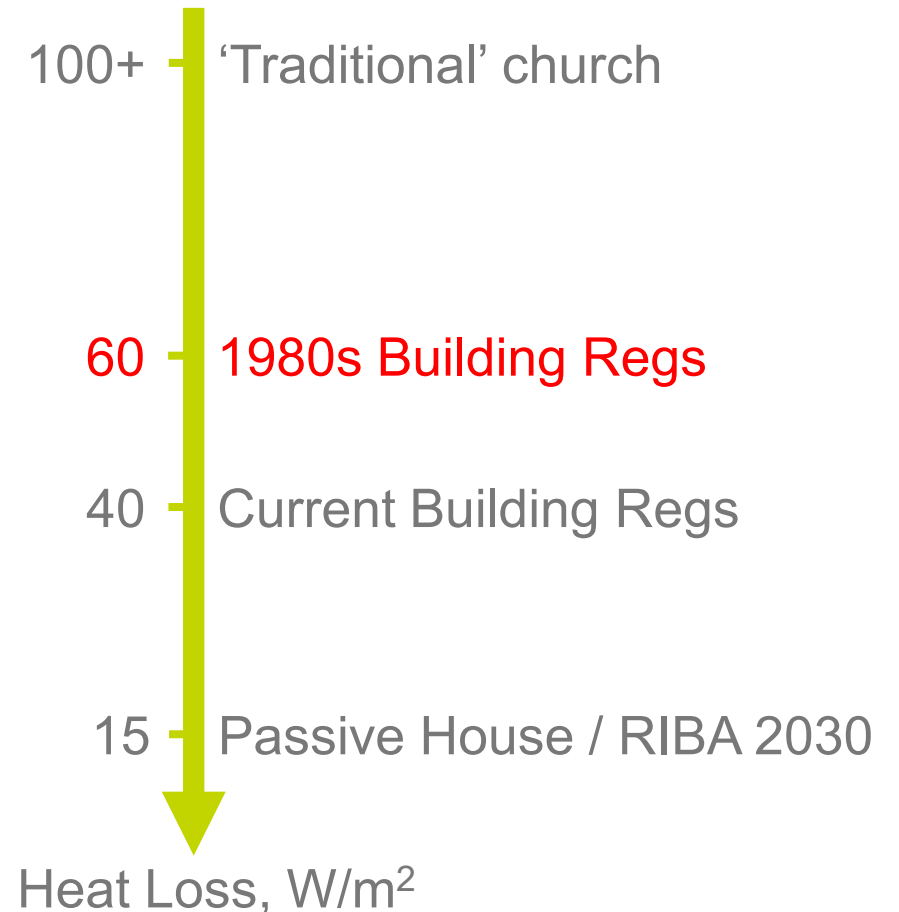 100+ ‘Traditional’ church
60 1980s Building Regs
40 Current Building Regs
15 Passive House / RIBA 2030
Heat Loss, W/m²